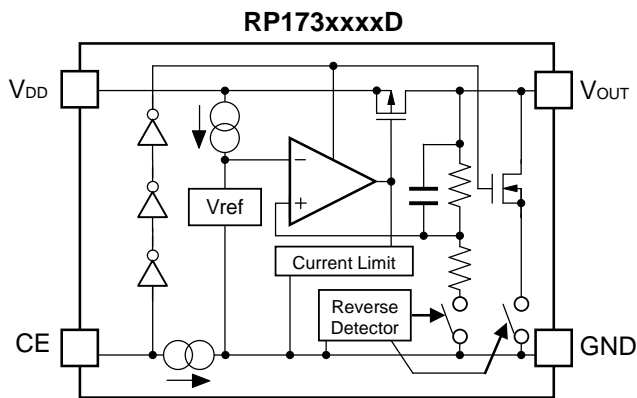 RP173xxxxD
VDD
VOUT
−
+
Vref
Current Limit
Reverse
Detector
CE
GND